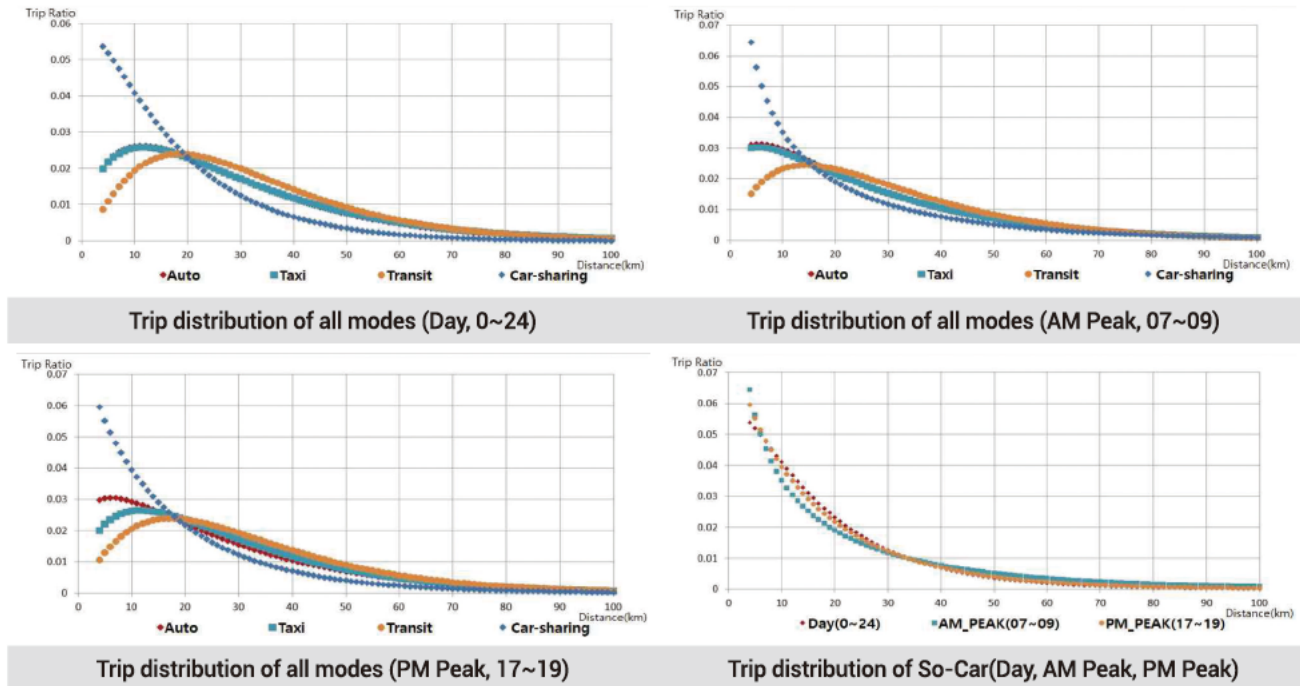 Trip Ratio
0.06
0.05
0.04
0.03
0.02
0.01
0
0 10 20 30 40 50 60 70 80 90 100
Distance(km)
Auto Taxi Transit Car-sharing
Trip distribution of all modes (Day, 0~24)
Trip Ratio
0.07
0.06
0.05
0.04
0.03
0.02
0.01
0
0 10 20 30 40 50 60 70 80 90 100
Distance(km)
Auto Taxi Transit Car-sharing
Trip distribution of all modes (AM Peak, 07~09)
Trip Ratio
0.07
0.06
0.05
0.04
0.03
0.02
0.01
0
0 10 20 30 40 50 60 70 80 90 100
Distance(km)
Auto Taxi Transit Car-sharing
Trip distribution of all modes (PM Peak, 17~19)
Trip Ratio
0.07
0.06
0.05
0.04
0.03
0.02
0.01
0
0 10 20 30 40 50 60 70 80 90 100
Distance(km)
Day(0~24) AM_PEAK(07~09) PM_PEAK(17~19)
Trip distribution of So-Car(Day, AM Peak, PM Peak)